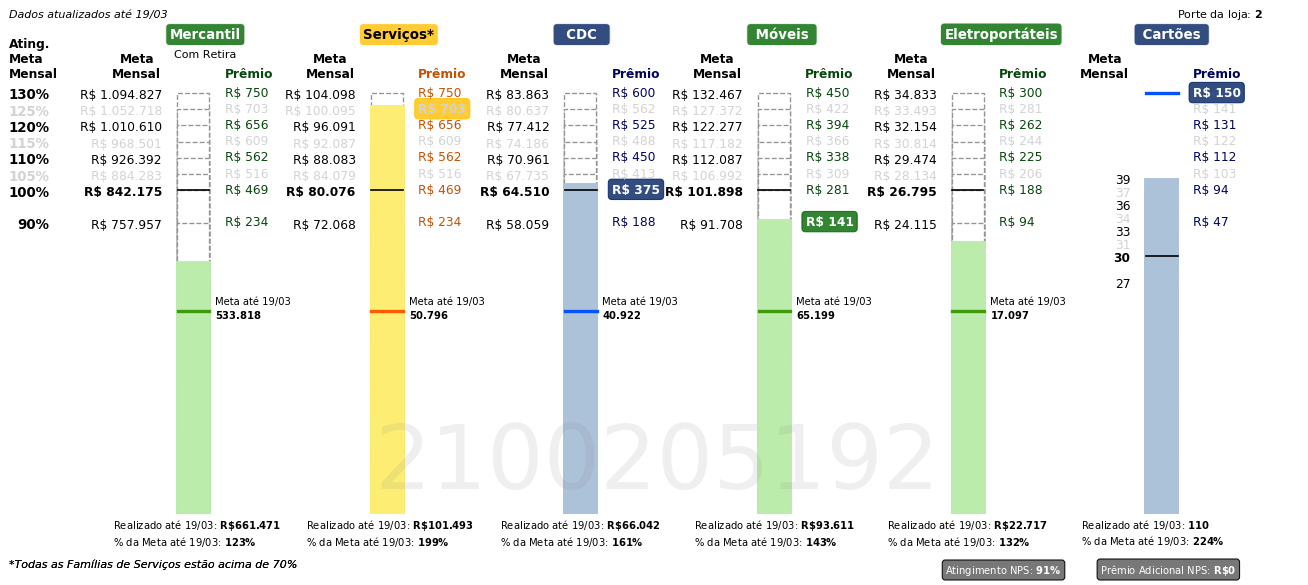 Dados atualizados até 19/03
Porte da loja: 2
Mercantil Serviços* CDC Móveis Eletroportáteis Cartões
Com Retira
Ating. Meta Mensal
Meta Mensal Prêmio Meta Mensal Prêmio Meta Mensal Prêmio Meta Mensal Prêmio Meta Mensal Prêmio Meta Mensal Prêmio
130% R$ 1.094.827 R$ 750 R$ 104.098 R$ 750 R$ 83.863 R$ 600 R$ 132.467 R$ 450 R$ 34.833 R$ 300 R$ 150
125% R$ 1.052.718 R$ 703 R$ 100.095 R$ 703 R$ 80.637 R$ 562 R$ 127.372 R$ 422 R$ 33.493 R$ 281 R$ 141
120% R$ 1.010.610 R$ 656 R$ 96.091 R$ 656 R$ 77.412 R$ 525 R$ 122.277 R$ 394 R$ 32.154 R$ 262 R$ 131
115% R$ 968.501 R$ 609 R$ 92.087 R$ 609 R$ 74.186 R$ 488 R$ 117.182 R$ 366 R$ 30.814 R$ 244 R$ 122
110% R$ 926.392 R$ 562 R$ 88.083 R$ 562 R$ 70.961 R$ 450 R$ 112.087 R$ 338 R$ 29.474 R$ 225 R$ 112
105% R$ 884.283 R$ 516 R$ 84.079 R$ 516 R$ 67.735 R$ 413 R$ 106.992 R$ 309 R$ 28.134 R$ 206 R$ 103
100% R$ 842.175 R$ 469 R$ 80.076 R$ 469 R$ 64.510 R$ 375 R$ 101.898 R$ 281 R$ 26.795 R$ 188 R$ 94
90% R$ 757.957 R$ 234 R$ 72.068 R$ 234 R$ 58.059 R$ 188 R$ 91.708 R$ 141 R$ 24.115 R$ 94 R$ 47
39
37
36
34
33
31
30
27
Meta até 19/03 Meta até 19/03 Meta até 19/03 Meta até 19/03 Meta até 19/03
533.818 50.796 40.922 65.199 17.097
2100205192
Realizado até 19/03: R$661.471 Realizado até 19/03: R$101.493 Realizado até 19/03: R$66.042 Realizado até 19/03: R$93.611 Realizado até 19/03: R$22.717 Realizado até 19/03: 110
% da Meta até 19/03: 123% % da Meta até 19/03: 199% % da Meta até 19/03: 161% % da Meta até 19/03: 143% % da Meta até 19/03: 132% % da Meta até 19/03: 224%
*Todas as Famílias de Serviços estão acima de 70%
Atingimento NPS: 91% Prêmio Adicional NPS: R$0